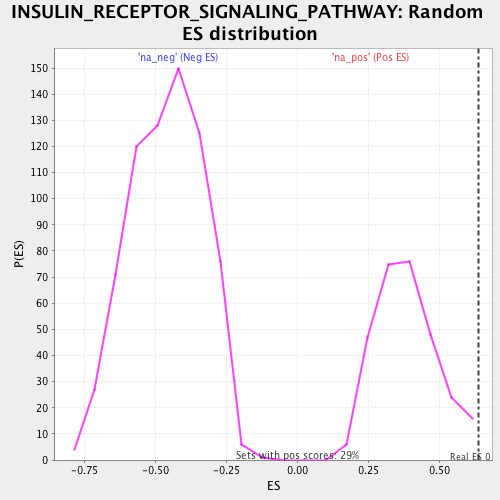 INSULIN_RECEPTOR_SIGNALING_PATHWAY: Random
ES distribution
'na_neg' (Neg ES)
'na_pos' (Pos ES)
150
140
130
120
110
100
90
80
70
60
50
40
30
20
10
0
P(ES)
Sets with pos scores: 29%
Real ES 0
-0.75
-0.50
-0.25
0.00
0.25
0.50
ES